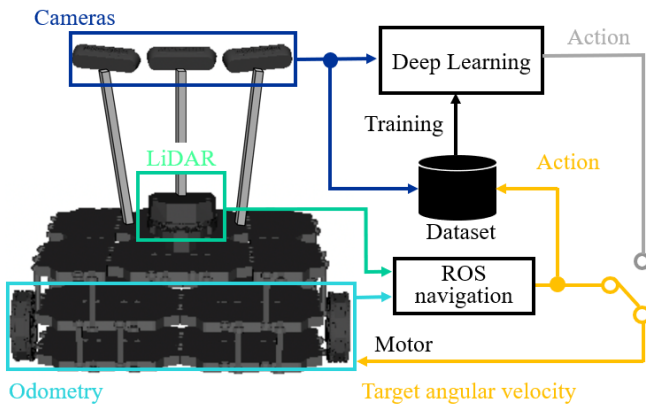 Cameras
Deep Learning
Action
Training
LiDAR
Action
Dataset
ROS
navigation
Motor
Odometry
Target angular velocity